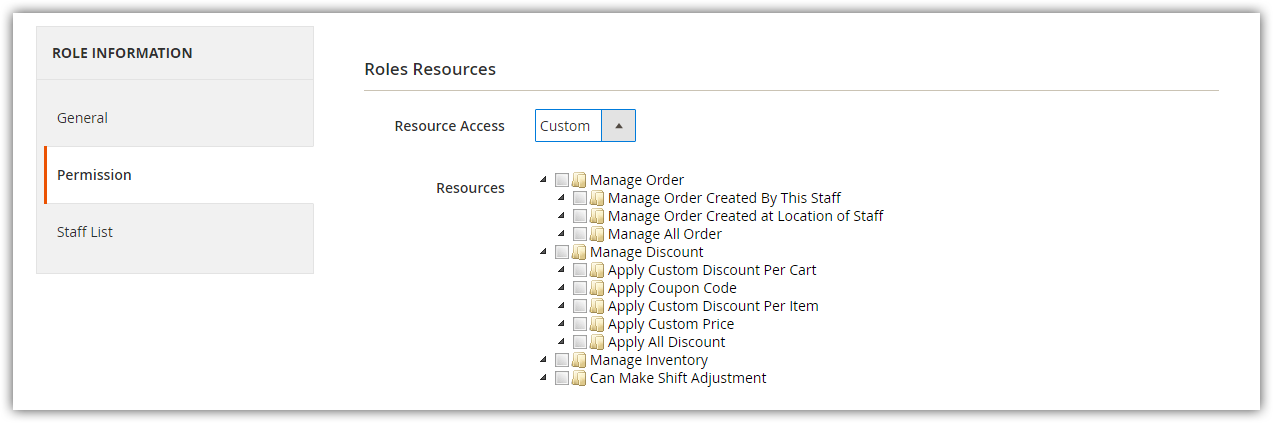 ROLE INFORMATION
General
Permission
Staff List
Roles Resources
Resource Access
Custom
Resources
Manage Order
Manage Order Created By This Staff
Manage Order Created at Location of Staff
Manage All Order
Manage Discount
Apply Custom Discount Per Cart
Apply Coupon Code
Apply Custom Discount Per Item
Apply Custom Price
Apply All Discount
Manage Inventory
Can Make Shift Adjustment